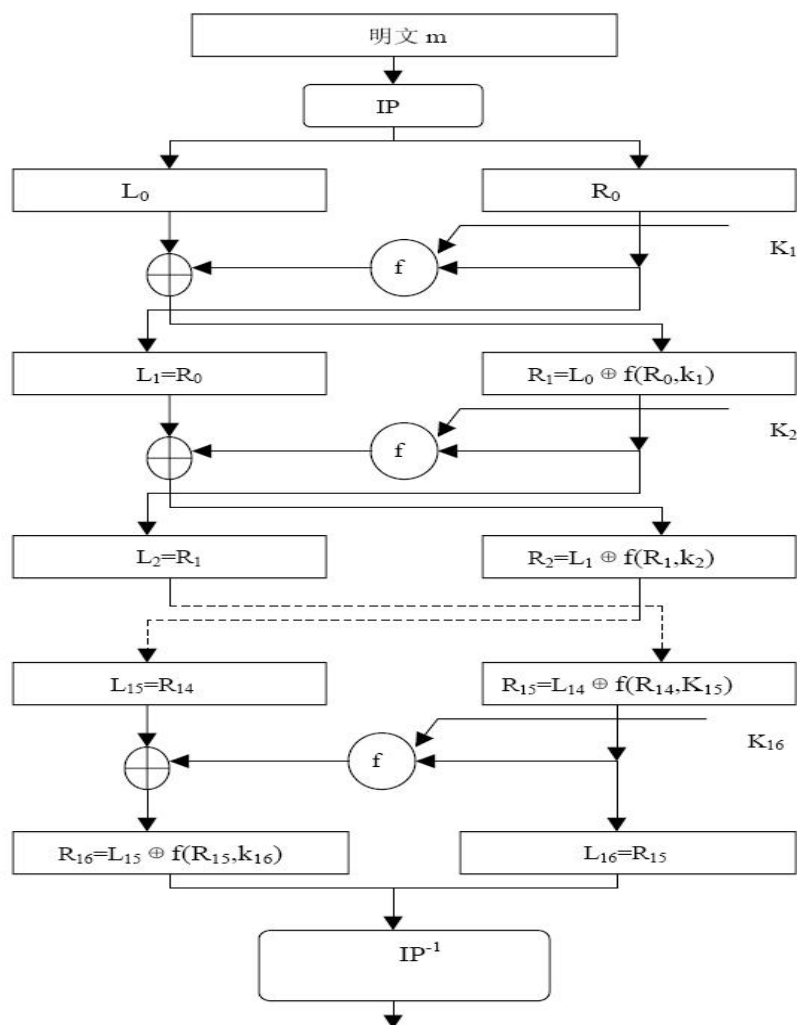 明文 m
IP
L₀
R₀
f
K₁
L₁=R₀
R₁=L₀ ⊕ f(R₀,k₁)
f
K₂
L₂=R₁
R₂=L₁ ⊕ f(R₁,k₂)
L₁₅=R₁₄
R₁₅=L₁₄ ⊕ f(R₁₄,K₁₅)
f
K₁₆
R₁₆=L₁₅ ⊕ f(R₁₅,k₁₆)
L₁₆=R₁₅
IP⁻¹